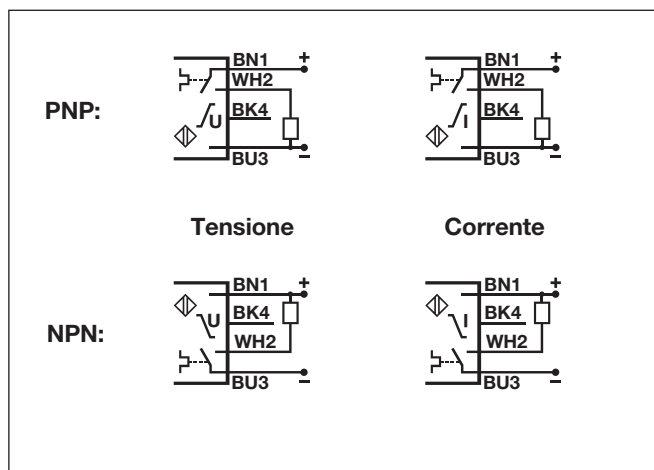 PNP:
BN1 +
WH2
U BK4
BU3 −
BN1 +
WH2
I BK4
BU3 −
Tensione Corrente
NPN:
BN1 +
U BK4
WH2
BU3 −
BN1 +
I BK4
WH2
BU3 −